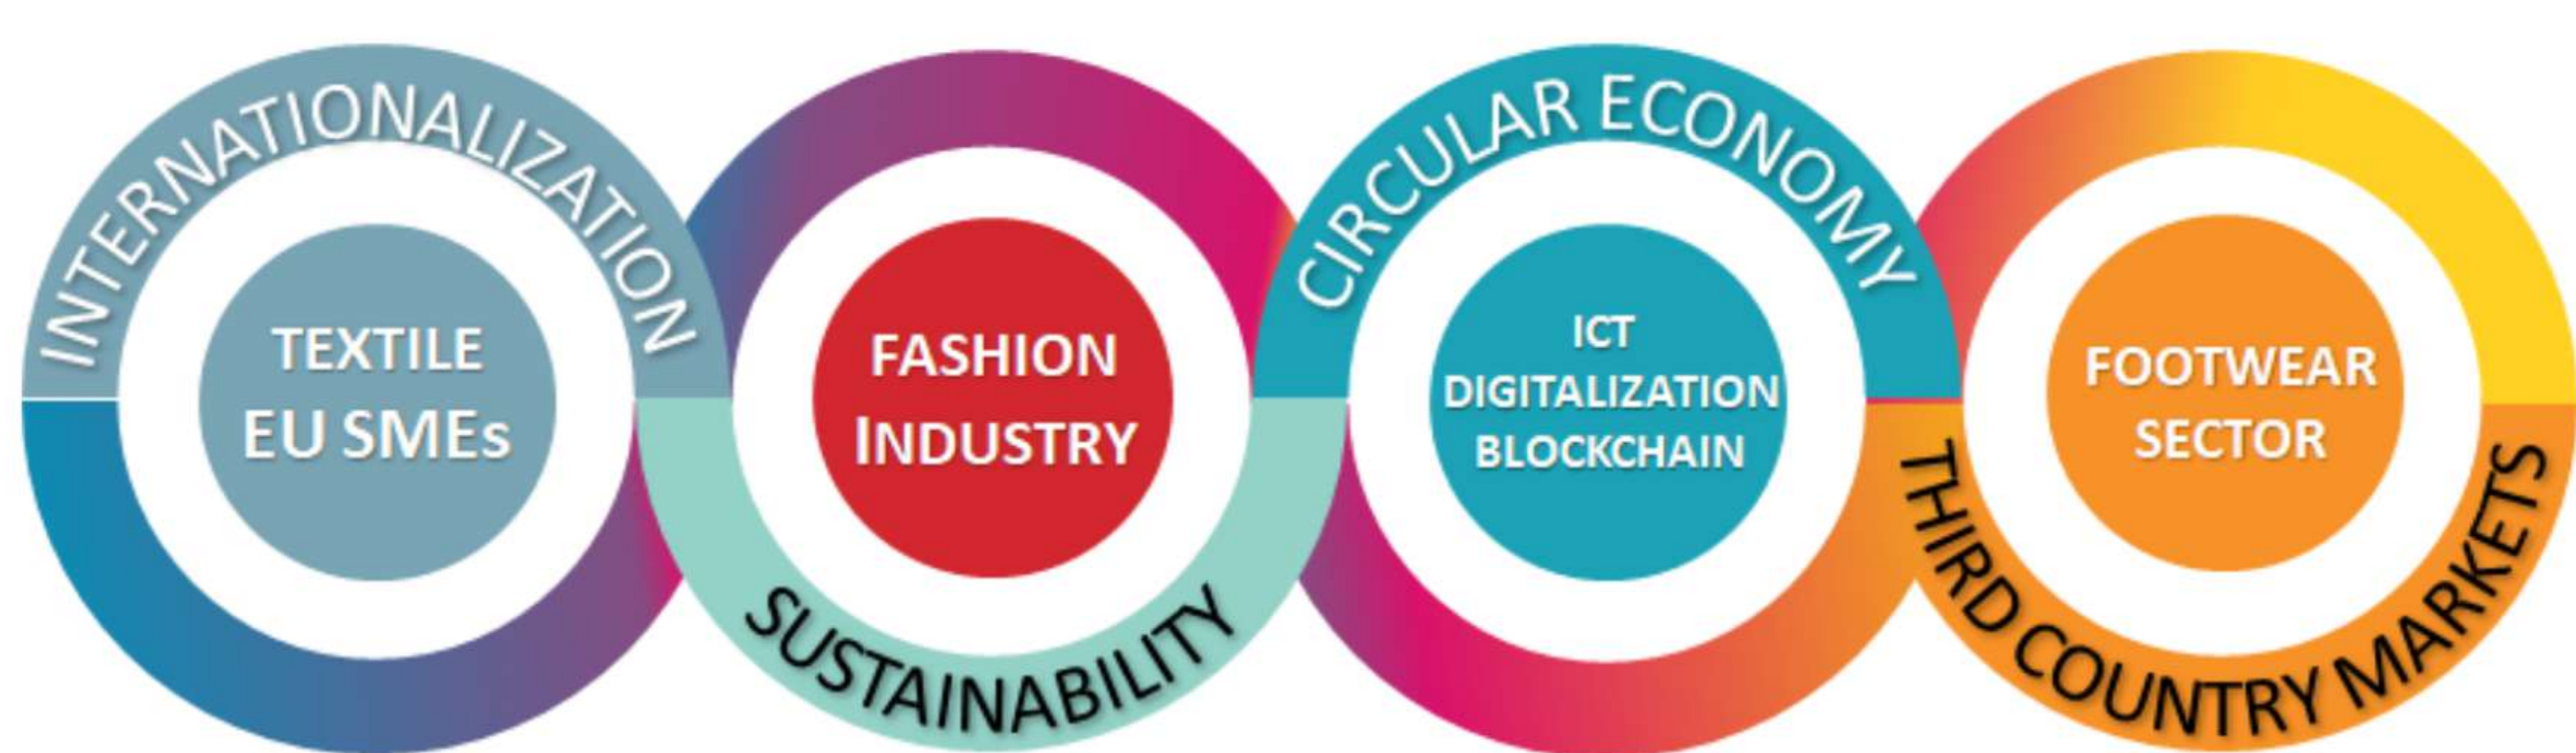 INTERNATIONALIZATION
TEXTILE
EU SMEs
FASHION
INDUSTRY
SUSTAINABILITY
CIRCULAR ECONOMY
ICT
DIGITALIZATION
BLOCKCHAIN
FOOTWEAR
SECTOR
THIRD COUNTRY MARKETS